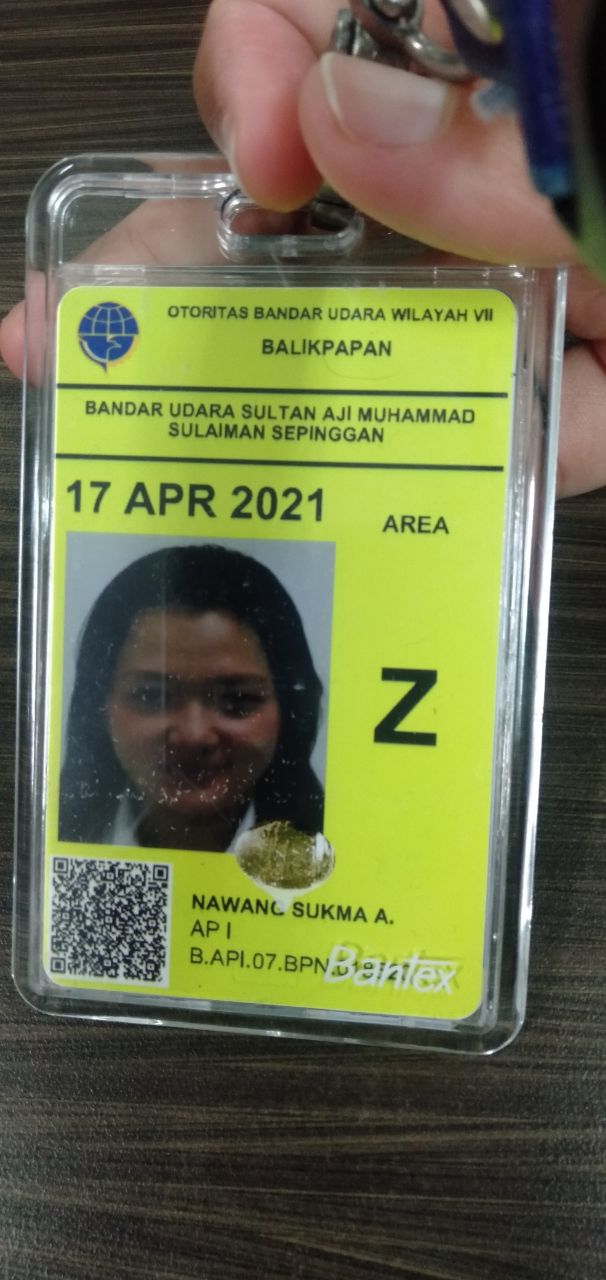 OTORITAS BANDAR UDARA WILAYAH VII
BALIKPAPAN
BANDAR UDARA SULTAN AJI MUHAMMAD
SULAIMAN SEPINGGAN
17 APR 2021
AREA
Z
NAWANG SUKMA A.
AP I
B.API.07.BPN
Bantex